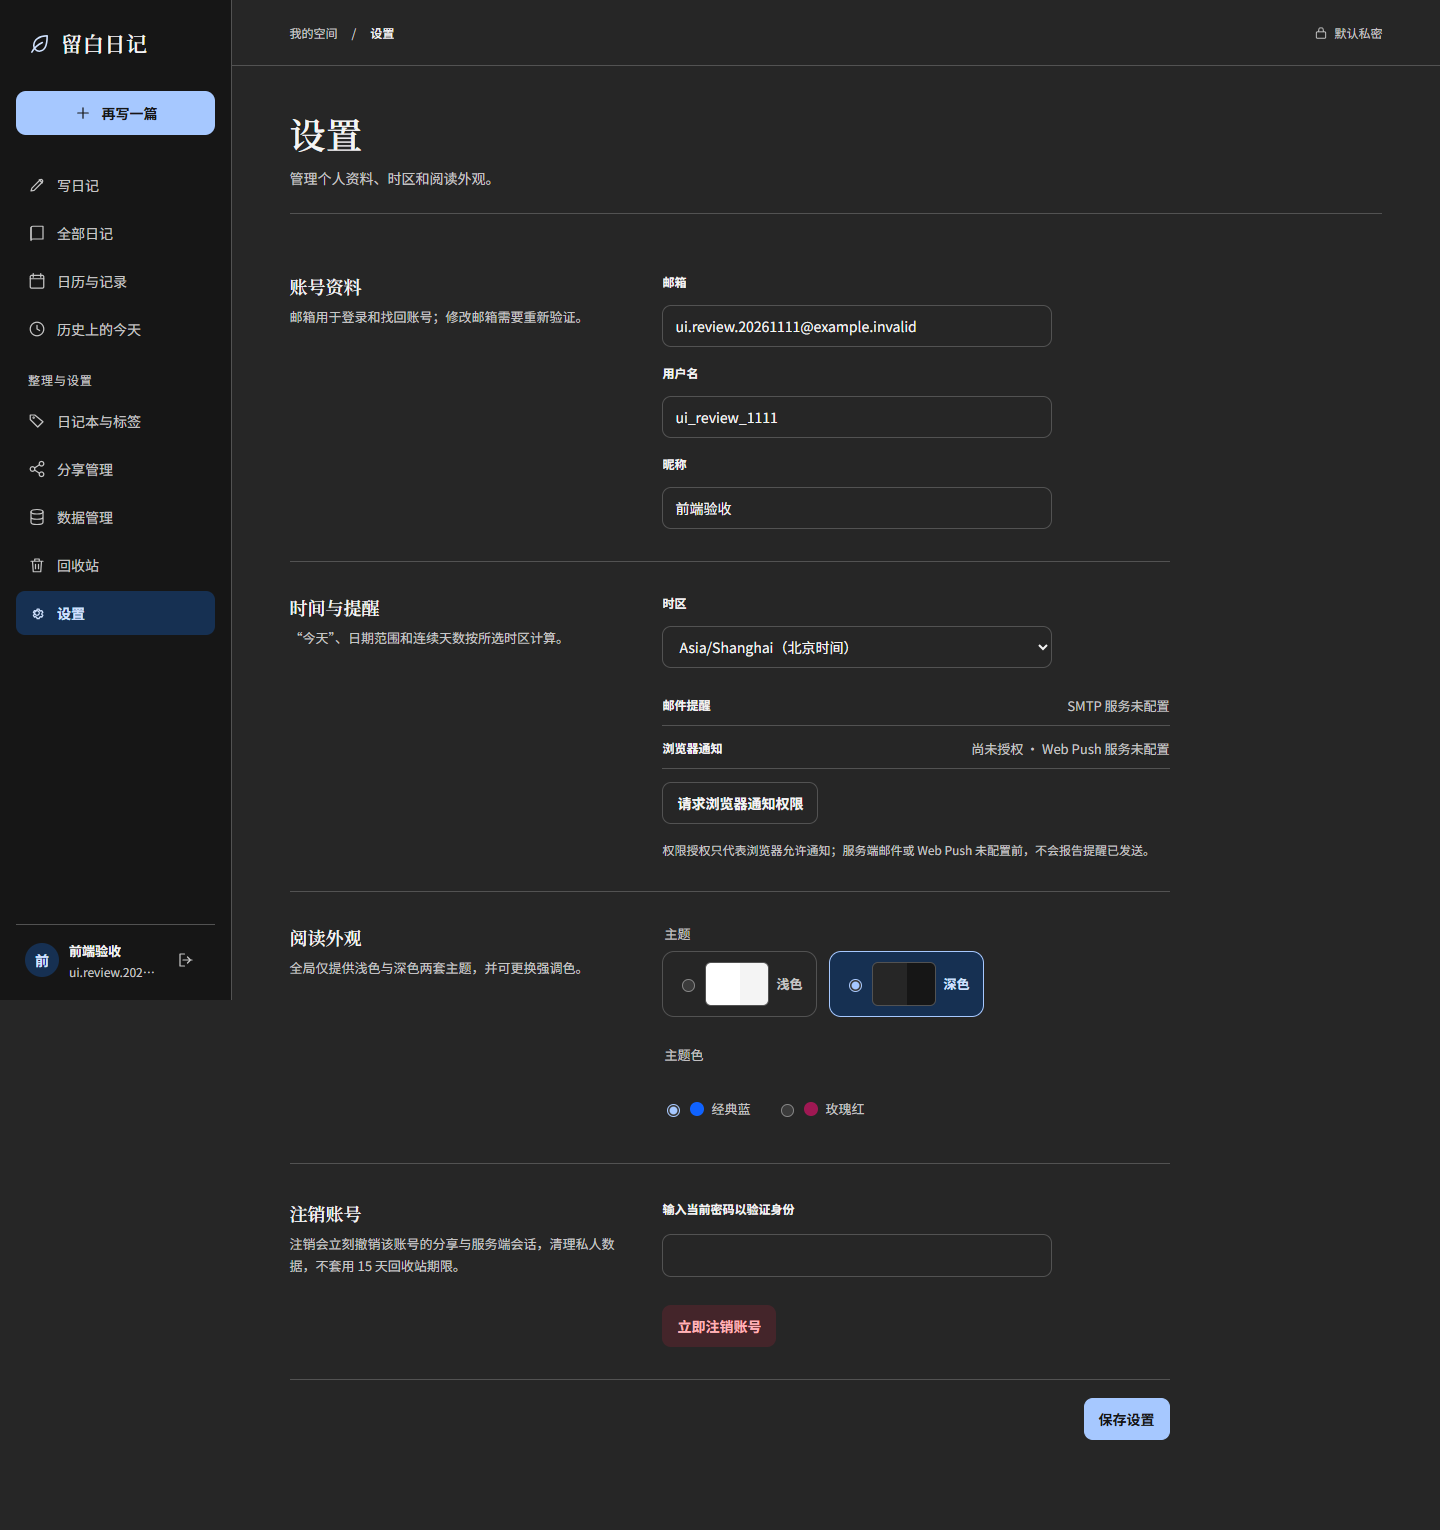 留白日记
再写一篇
写日记
全部日记
日历与记录
历史上的今天
整理与设置
日记本与标签
分享管理
数据管理
回收站
设置
前
前端验收
ui.review.202···
我的空间 / 设置
默认私密
设置
管理个人资料、时区和阅读外观。
账号资料
邮箱用于登录和找回账号；修改邮箱需要重新验证。
邮箱
ui.review.20261111@example.invalid
用户名
ui_review_1111
昵称
前端验收
时间与提醒
“今天”、日期范围和连续天数按所选时区计算。
时区
Asia/Shanghai（北京时间）
邮件提醒 SMTP 服务未配置
浏览器通知 尚未授权 · Web Push 服务未配置
请求浏览器通知权限
权限授权只代表浏览器允许通知；服务端邮件或 Web Push 未配置前，不会报告提醒已发送。
阅读外观
全局仅提供浅色与深色两套主题，并可更换强调色。
主题
浅色 深色
主题色
经典蓝 玫瑰红
注销账号
注销会立刻撤销该账号的分享与服务端会话，清理私人数
据，不套用 15 天回收站期限。
输入当前密码以验证身份
立即注销账号
保存设置